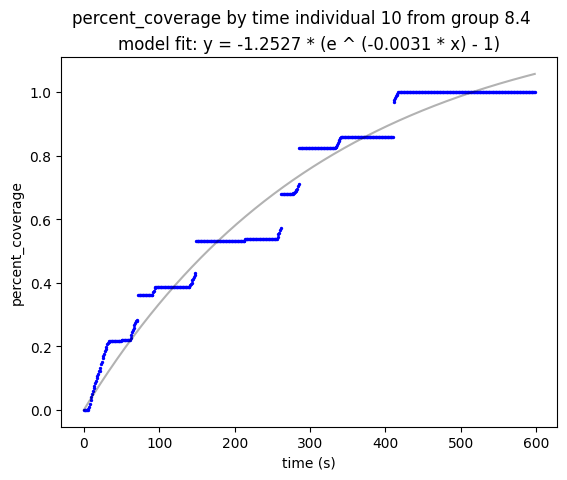 percent_coverage by time individual 10 from group 8.4
model fit: y = -1.2527 * (e ^ (-0.0031 * x) - 1)
1.0
0.8
0.6
0.4
0.2
0.0
percent_coverage
0 100 200 300 400 500 600
time (s)